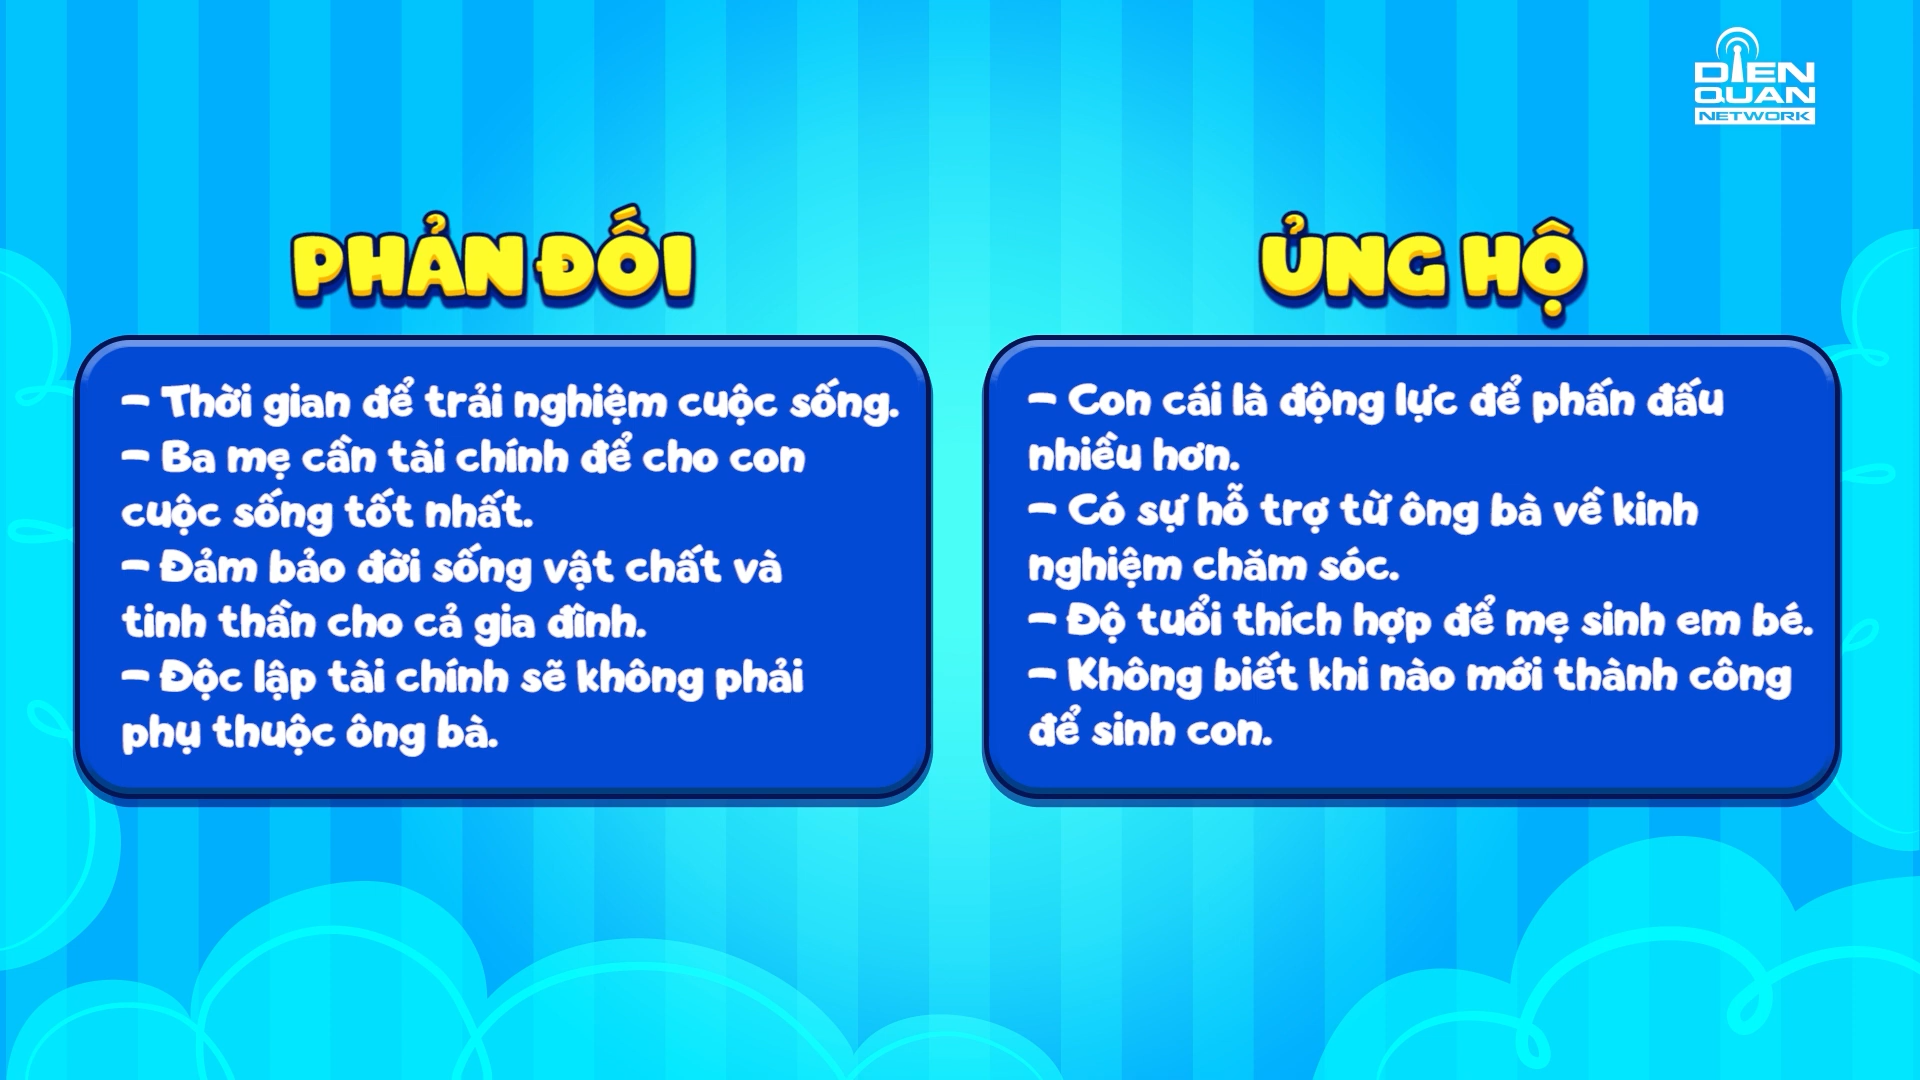 DIEN
QUAN
NETWORK
PHẢN ĐỐI
– Thời gian để trải nghiệm cuộc sống.
– Ba mẹ cần tài chính để cho con
cuộc sống tốt nhất.
– Đảm bảo đời sống vật chất và
tinh thần cho cả gia đình.
– Độc lập tài chính sẽ không phải
phụ thuộc ông bà.
ỦNG HỘ
– Con cái là động lực để phấn đấu
nhiều hơn.
– Có sự hỗ trợ từ ông bà về kinh
nghiệm chăm sóc.
– Độ tuổi thích hợp để mẹ sinh em bé.
– Không biết khi nào mới thành công
để sinh con.